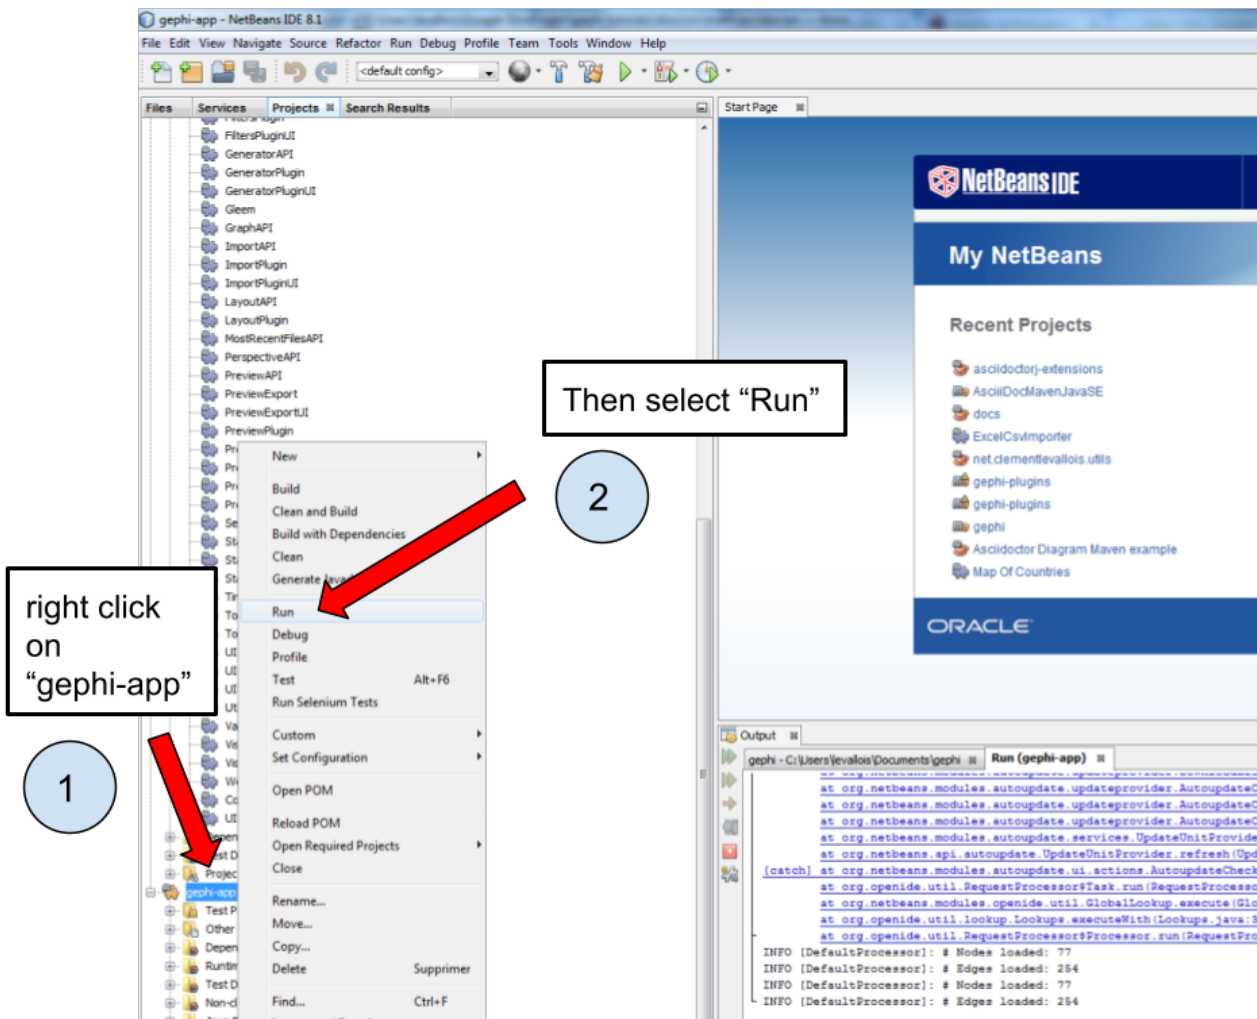 gephi-app - NetBeans IDE 8.1
File Edit View Navigate Source Refactor Run Debug Profile Team Tools Window Help
<default config>
Files Services Projects Search Results
Start Page
FiltersPluginUI
GeneratorAPI
GeneratorPlugin
GeneratorPluginUI
Gleem
GraphAPI
ImportAPI
ImportPlugin
ImportPluginUI
LayoutAPI
LayoutPlugin
MostRecentFilesAPI
PerspectiveAPI
PreviewAPI
PreviewExport
PreviewExportUI
PreviewPlugin
NetBeans IDE
My NetBeans
Recent Projects
asciidoctorj-extensions
AsciiDocMavenJavaSE
docs
ExcelCsvImporter
net.clementlevallois.utils
gephi-plugins
gephi-plugins
gephi
Asciidoctor Diagram Maven example
Map Of Countries
ORACLE
Then select “Run”
2
New
Build
Clean and Build
Build with Dependencies
Clean
Generate
Run
Debug
Profile
Test Alt+F6
Run Selenium Tests
Custom
Set Configuration
Open POM
Reload POM
Open Required Projects
Close
Rename...
Move...
Copy...
Delete Supprimer
Find... Ctrl+F
right click
on
“gephi-app”
1
gephi-app
Test P
Other
Depen
Runtim
Test D
Non-cl
Output
gephi - C:\Users\levallois\Documents\gephi Run (gephi-app)
at org.netbeans.modules.autoupdate.updateprovider.AutoupdateC
at org.netbeans.modules.autoupdate.updateprovider.AutoupdateC
at org.netbeans.modules.autoupdate.updateprovider.AutoupdateC
at org.netbeans.modules.autoupdate.services.UpdateUnitProvide
at org.netbeans.api.autoupdate.UpdateUnitProvider.refresh(Upd
[catch] at org.netbeans.modules.autoupdate.ui.actions.AutoupdateCheck
at org.openide.util.RequestProcessor$Task.run(RequestProcesso
at org.netbeans.modules.openide.util.GlobalLookup.execute(Glo
at org.openide.util.lookup.Lookups.executeWith(Lookups.java:3
at org.openide.util.RequestProcessor$Processor.run(RequestPro
INFO [DefaultProcessor]: # Nodes loaded: 77
INFO [DefaultProcessor]: # Edges loaded: 254
INFO [DefaultProcessor]: # Nodes loaded: 77
INFO [DefaultProcessor]: # Edges loaded: 254